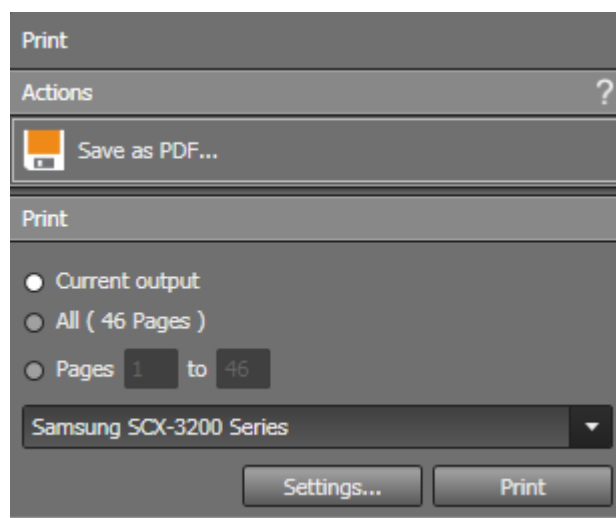 Print
Actions ?
Save as PDF...
Print
Current output
All ( 46 Pages )
Pages 1 to 46
Samsung SCX-3200 Series
Settings... Print